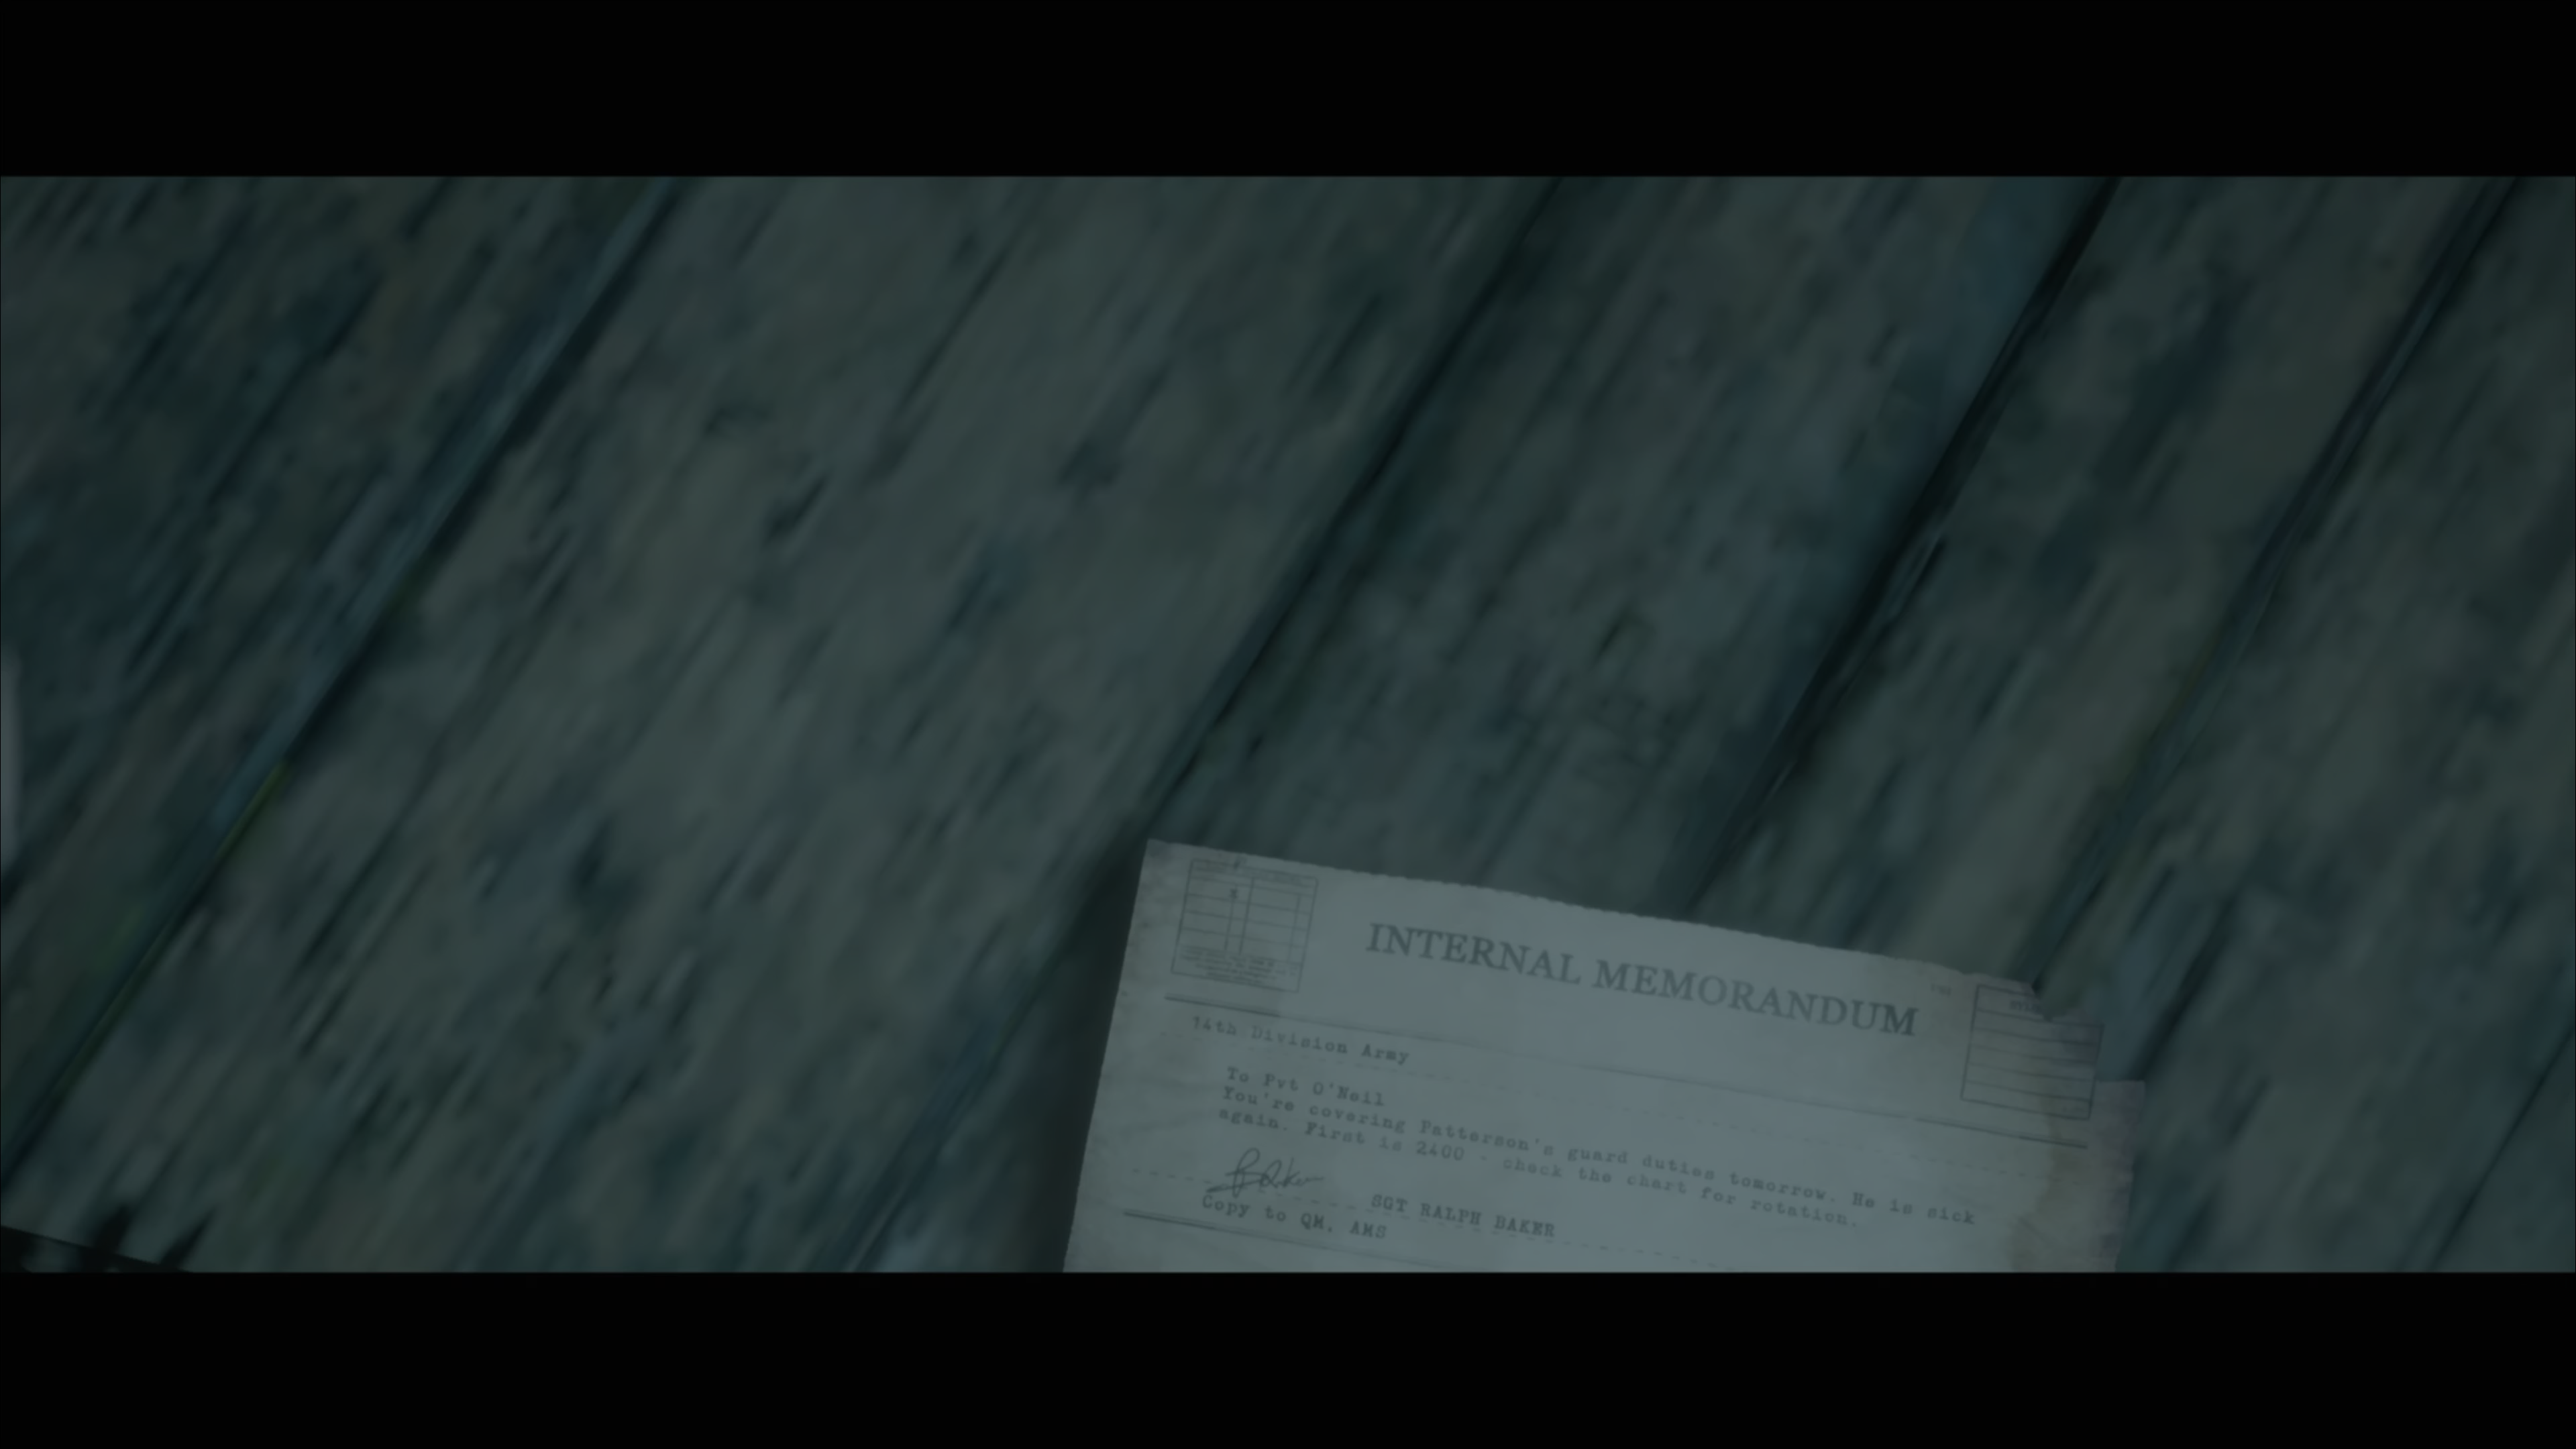 INTERNAL MEMORANDUM
14th Division Army
To Pvt O'Neil
You're covering Patterson's guard duties tomorrow. He is sick
again. First is 2400 - check the chart for rotation.
SGT RALPH BAKER
Copy to QM, AMS